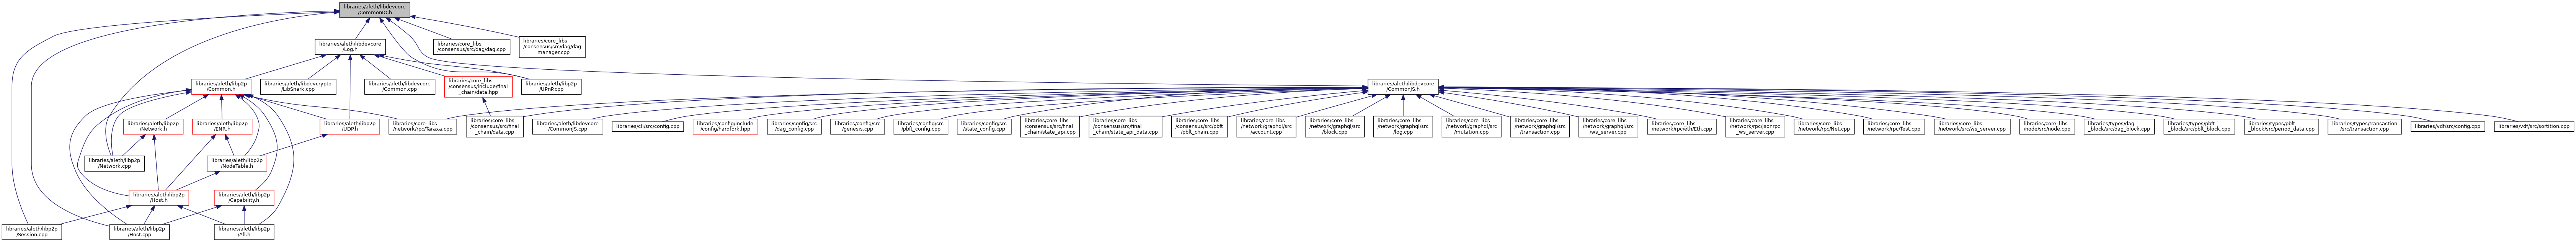 libraries/aleth/libdevcore
/CommonIO.h
libraries/aleth/libdevcore
/Log.h
libraries/core_libs
/consensus/src/dag/dag.cpp
libraries/core_libs
/consensus/src/dag/dag
_manager.cpp
libraries/aleth/libp2p
/Common.h
libraries/aleth/libdevcrypto
/LibSnark.cpp
libraries/aleth/libdevcore
/Common.cpp
libraries/core_libs
/consensus/include/final
_chain/data.hpp
libraries/aleth/libp2p
/UPnP.cpp
libraries/aleth/libdevcore
/CommonJS.h
libraries/aleth/libp2p
/Network.h
libraries/aleth/libp2p
/ENR.h
libraries/aleth/libp2p
/UDP.h
libraries/core_libs
/network/rpc/Taraxa.cpp
libraries/core_libs
/consensus/src/final
_chain/data.cpp
libraries/aleth/libdevcore
/CommonJS.cpp
libraries/cli/src/config.cpp
libraries/config/include
/config/hardfork.hpp
libraries/config/src
/dag_config.cpp
libraries/config/src
/genesis.cpp
libraries/config/src
/pbft_config.cpp
libraries/config/src
/state_config.cpp
libraries/core_libs
/consensus/src/final
_chain/state_api.cpp
libraries/core_libs
/consensus/src/final
_chain/state_api_data.cpp
libraries/core_libs
/consensus/src/pbft
/pbft_chain.cpp
libraries/core_libs
/network/graphql/src
/account.cpp
libraries/core_libs
/network/graphql/src
/block.cpp
libraries/core_libs
/network/graphql/src
/log.cpp
libraries/core_libs
/network/graphql/src
/mutation.cpp
libraries/core_libs
/network/graphql/src
/transaction.cpp
libraries/core_libs
/network/graphql/src
/ws_server.cpp
libraries/core_libs
/network/rpc/eth/Eth.cpp
libraries/core_libs
/network/rpc/jsonrpc
_ws_server.cpp
libraries/core_libs
/network/rpc/Net.cpp
libraries/core_libs
/network/rpc/Test.cpp
libraries/core_libs
/network/src/ws_server.cpp
libraries/core_libs
/node/src/node.cpp
libraries/types/dag
_block/src/dag_block.cpp
libraries/types/pbft
_block/src/pbft_block.cpp
libraries/types/pbft
_block/src/period_data.cpp
libraries/types/transaction
/src/transaction.cpp
libraries/vdf/src/config.cpp
libraries/vdf/src/sortition.cpp
libraries/aleth/libp2p
/Network.cpp
libraries/aleth/libp2p
/NodeTable.h
libraries/aleth/libp2p
/Host.h
libraries/aleth/libp2p
/Capability.h
libraries/aleth/libp2p
/Session.cpp
libraries/aleth/libp2p
/Host.cpp
libraries/aleth/libp2p
/All.h